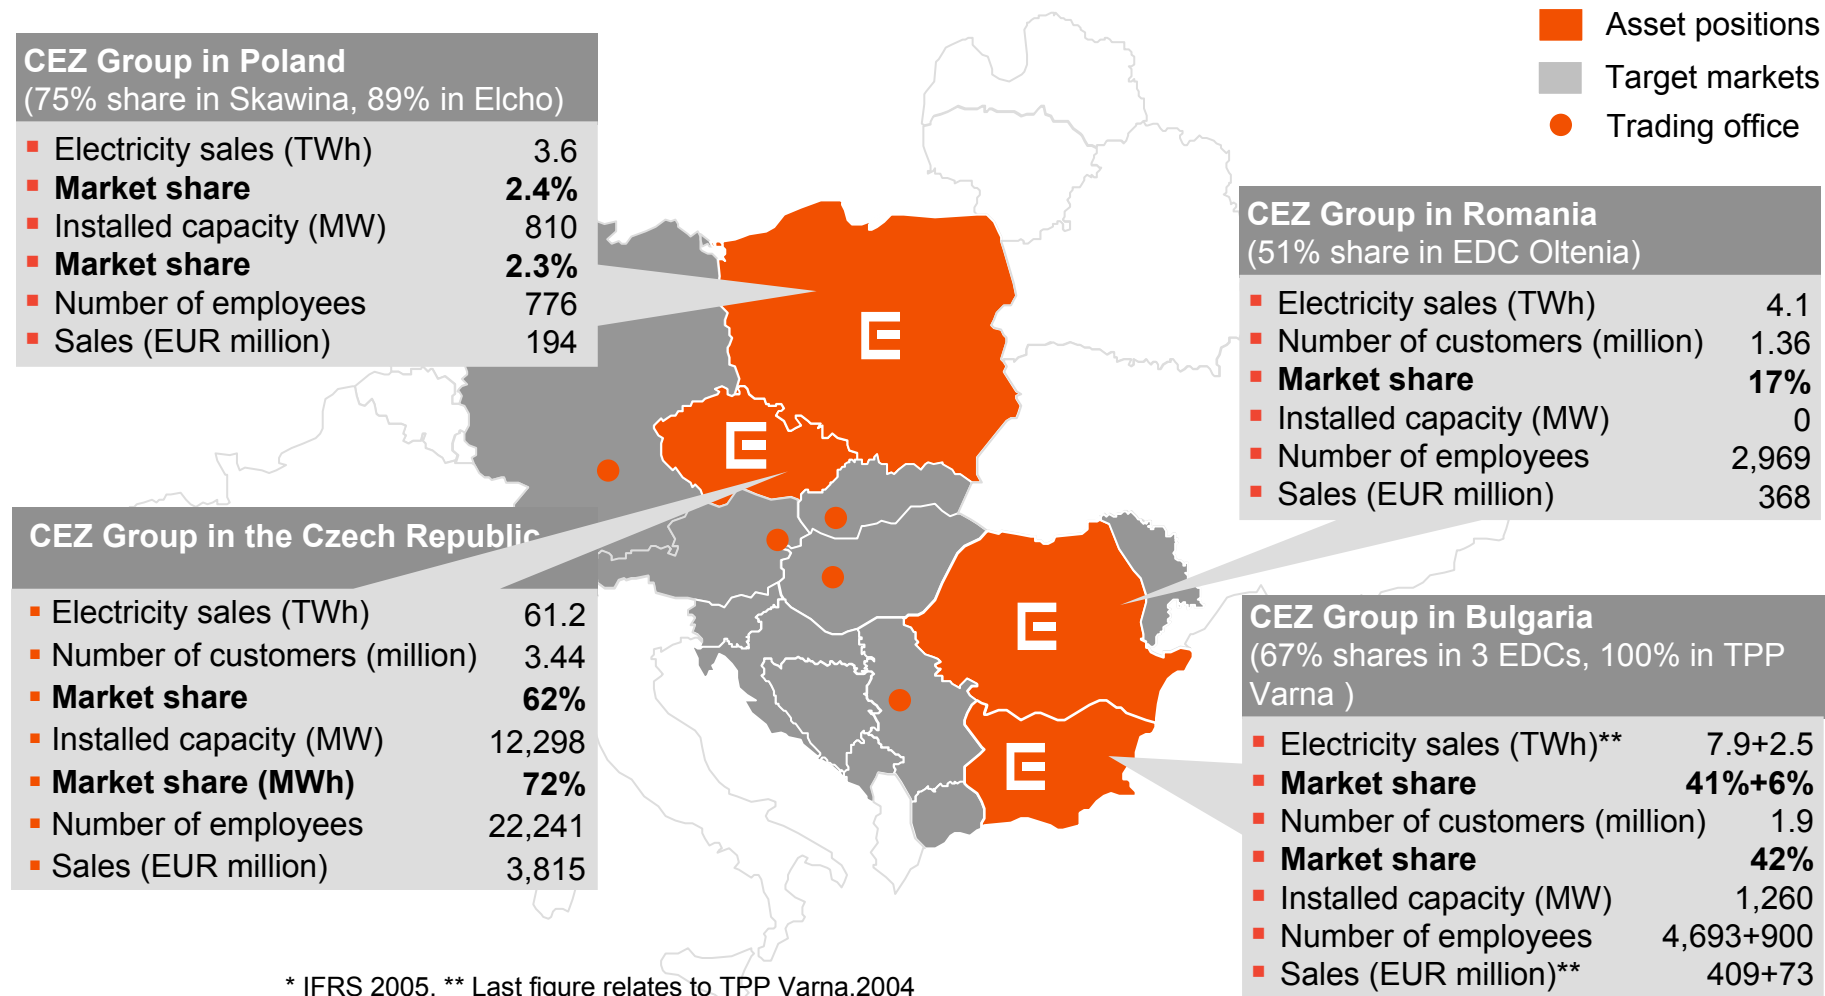 Asset positions
Target markets
Trading office
CEZ Group in Poland
(75% share in Skawina, 89% in Elcho)
Electricity sales (TWh) 3.6
Market share 2.4%
Installed capacity (MW) 810
Market share 2.3%
Number of employees 776
Sales (EUR million) 194
CEZ Group in Romania
(51% share in EDC Oltenia)
Electricity sales (TWh) 4.1
Number of customers (million) 1.36
Market share 17%
Installed capacity (MW) 0
Number of employees 2,969
Sales (EUR million) 368
CEZ Group in the Czech Republic
Electricity sales (TWh) 61.2
Number of customers (million) 3.44
Market share 62%
Installed capacity (MW) 12,298
Market share (MWh) 72%
Number of employees 22,241
Sales (EUR million) 3,815
CEZ Group in Bulgaria
(67% shares in 3 EDCs, 100% in TPP
Varna )
Electricity sales (TWh)** 7.9+2.5
Market share 41%+6%
Number of customers (million) 1.9
Market share 42%
Installed capacity (MW) 1,260
Number of employees 4,693+900
Sales (EUR million)** 409+73
* IFRS 2005, ** Last figure relates to TPP Varna,2004